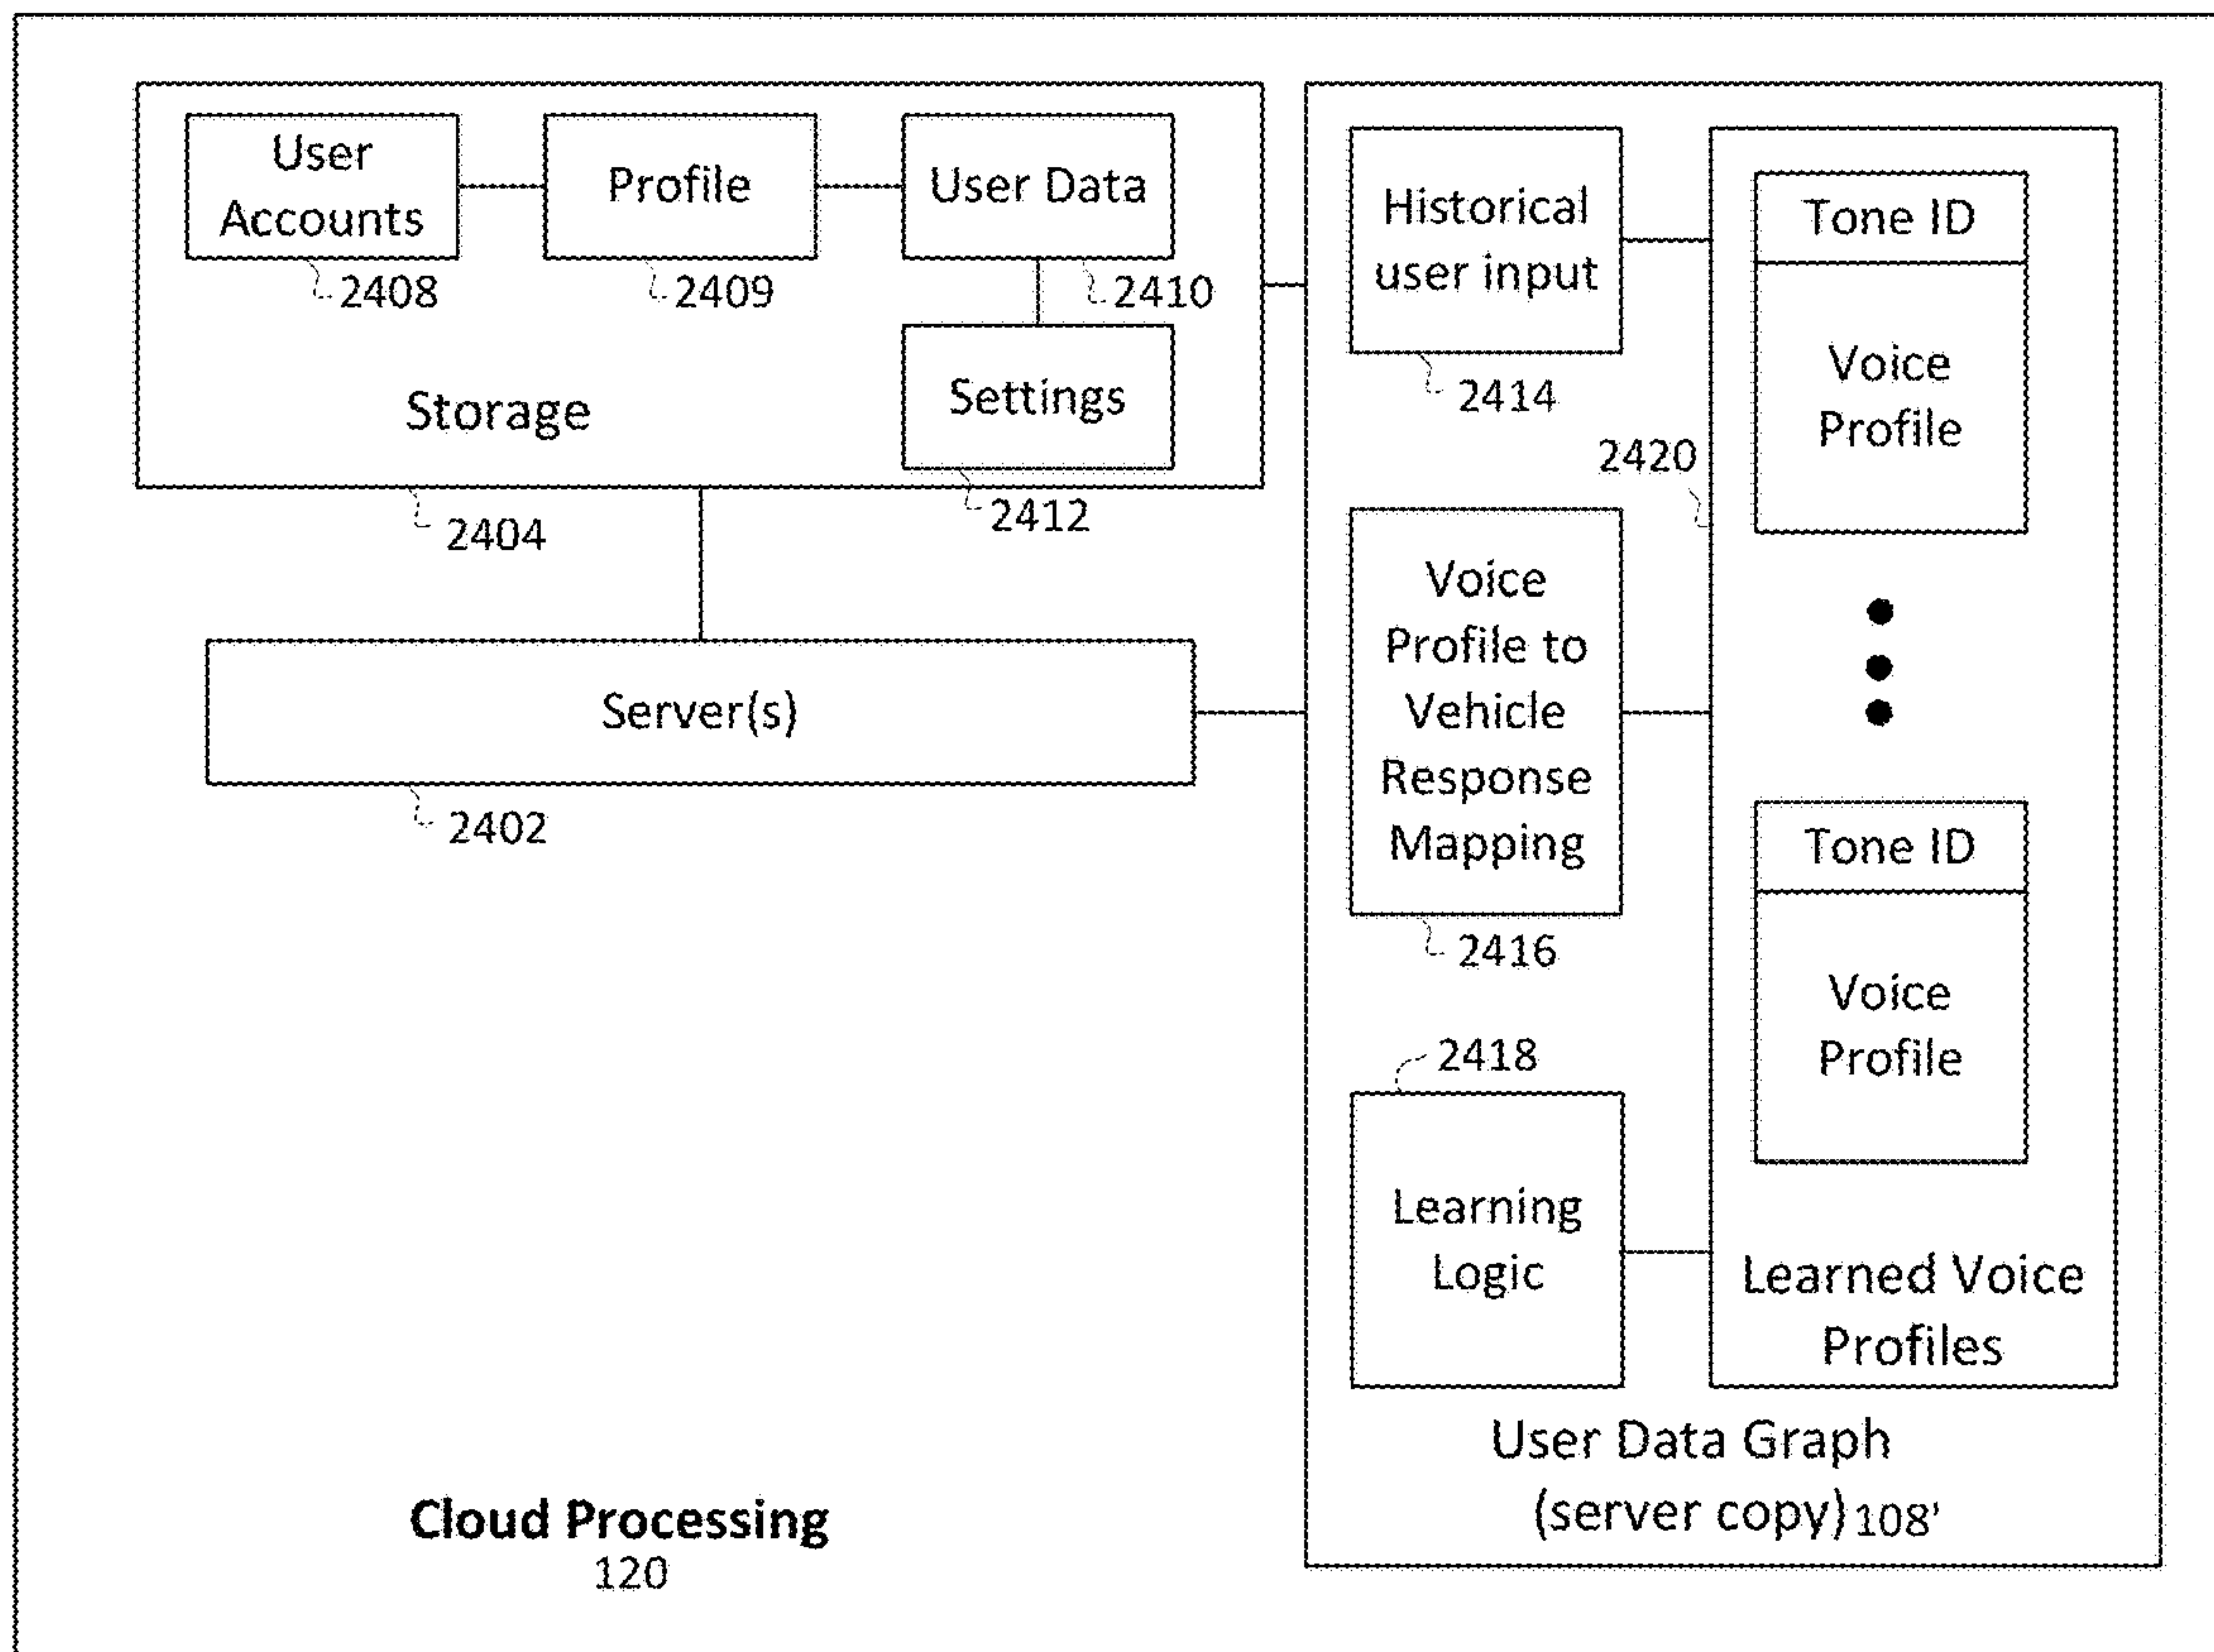 User
Accounts
2408
Profile
2409
User Data
2410
Settings
2412
Storage
2404
Server(s)
2402
Historical
user input
2414
Voice
Profile to
Vehicle
Response
Mapping
2416
2418
Learning
Logic
2420
Tone ID
Voice
Profile
Tone ID
Voice
Profile
Learned Voice
Profiles
User Data Graph
(server copy) 108'
Cloud Processing
120